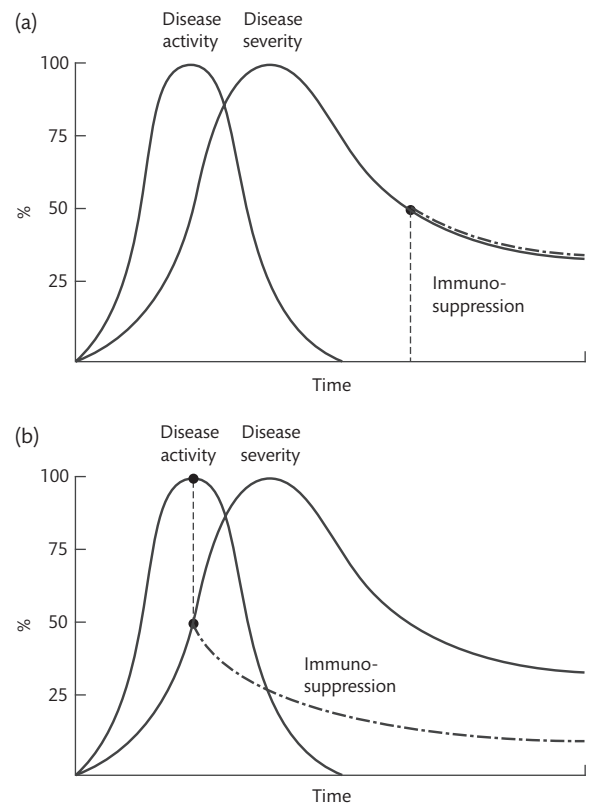 (a)
Disease activity
Disease severity
100
75
50
25
%
Immuno-
suppression
Time
(b)
Disease activity
Disease severity
100
75
50
25
%
Immuno-
suppression
Time